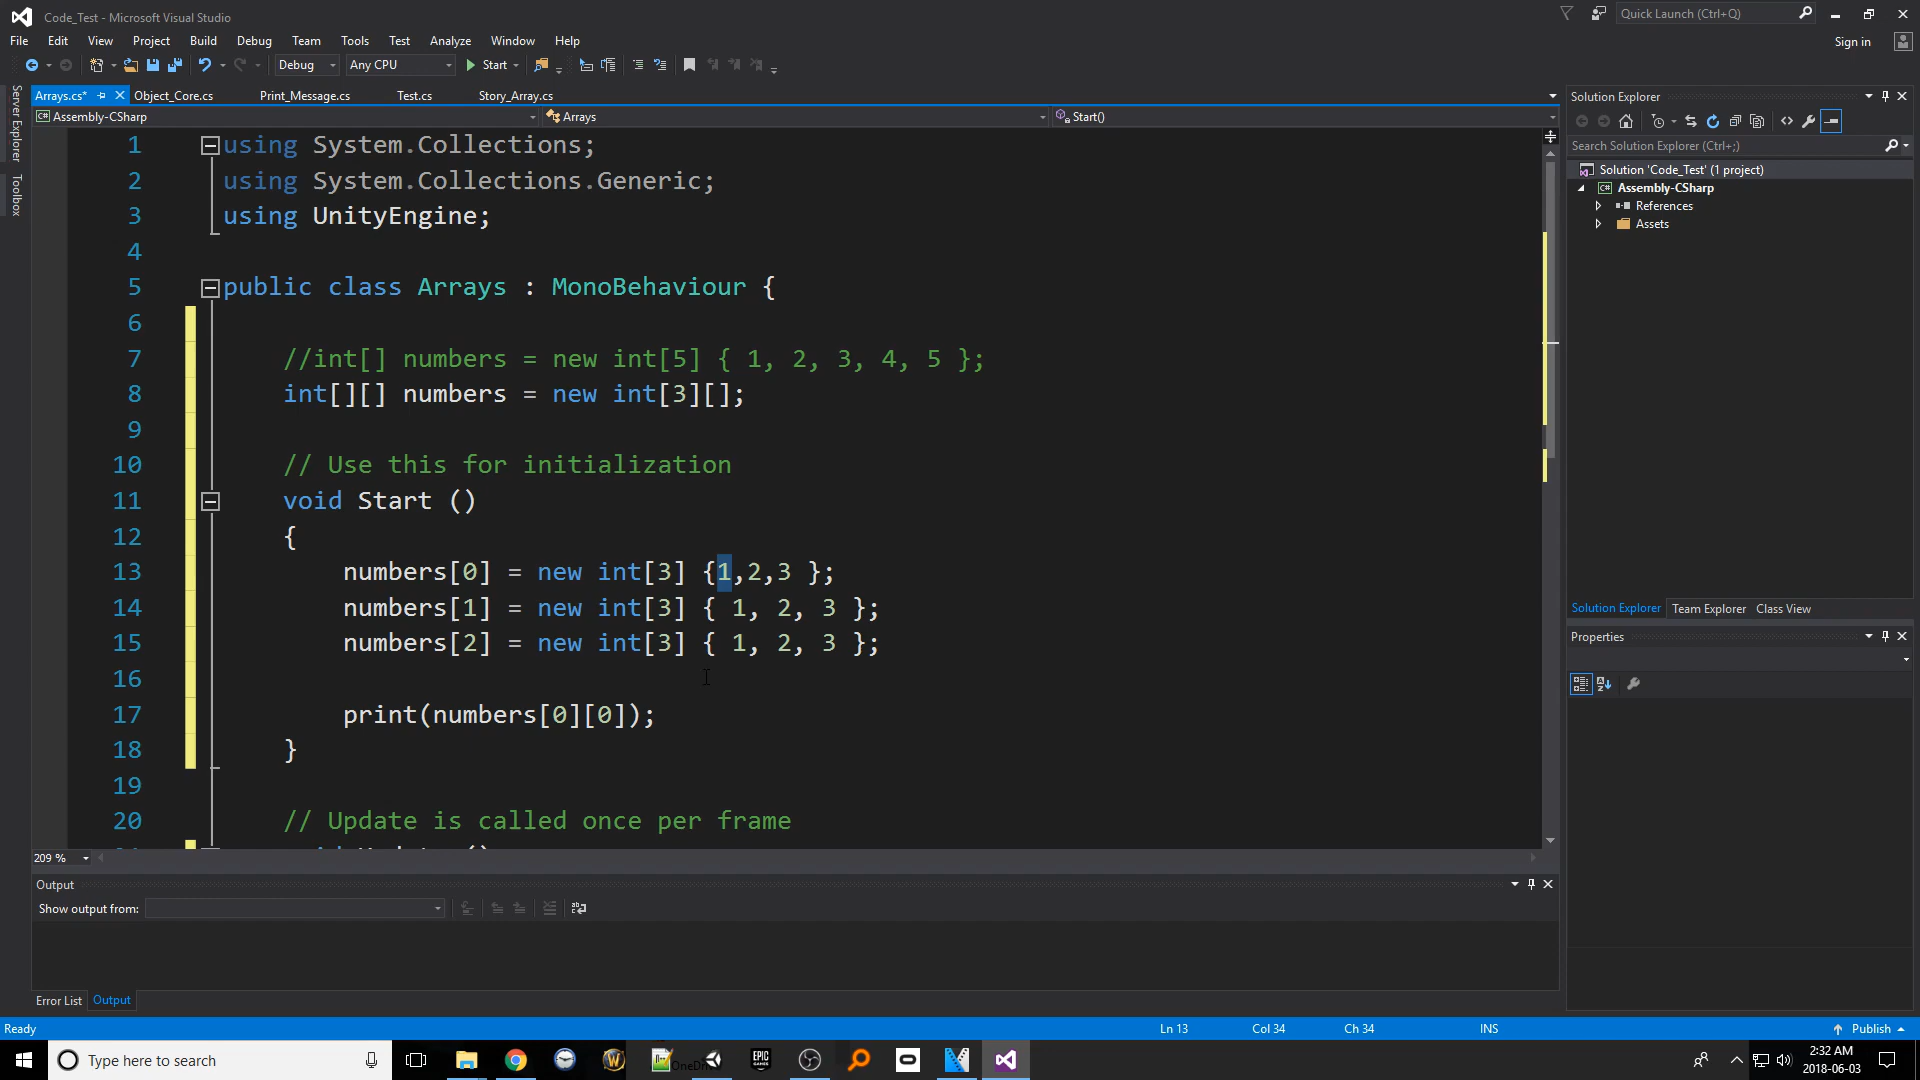 Code_Test - Microsoft Visual Studio
Quick Launch (Ctrl+Q)
File Edit View Project Build Debug Team Tools Test Analyze Window Help
Sign in
Debug Any CPU Start
Server Explorer
Toolbox
Arrays.cs* Object_Core.cs Print_Message.cs Test.cs Story_Array.cs
Assembly-CSharp Arrays Start()
1 using System.Collections;
2 using System.Collections.Generic;
3 using UnityEngine;
4
5 public class Arrays : MonoBehaviour {
6
7 //int[] numbers = new int[5] { 1, 2, 3, 4, 5 };
8 int[][] numbers = new int[3][];
9
10 // Use this for initialization
11 void Start ()
12 {
13 numbers[0] = new int[3] {1,2,3 };
14 numbers[1] = new int[3] { 1, 2, 3 };
15 numbers[2] = new int[3] { 1, 2, 3 };
16
17 print(numbers[0][0]);
18 }
19
20 // Update is called once per frame
209 %
Output
Show output from:
Error List Output
Solution Explorer
Search Solution Explorer (Ctrl+;)
Solution 'Code_Test' (1 project)
C# Assembly-CSharp
References
Assets
Solution Explorer Team Explorer Class View
Properties
Ready Ln 13 Col 34 Ch 34 INS Publish
Type here to search
EPIC GAMES
2:32 AM
2018-06-03